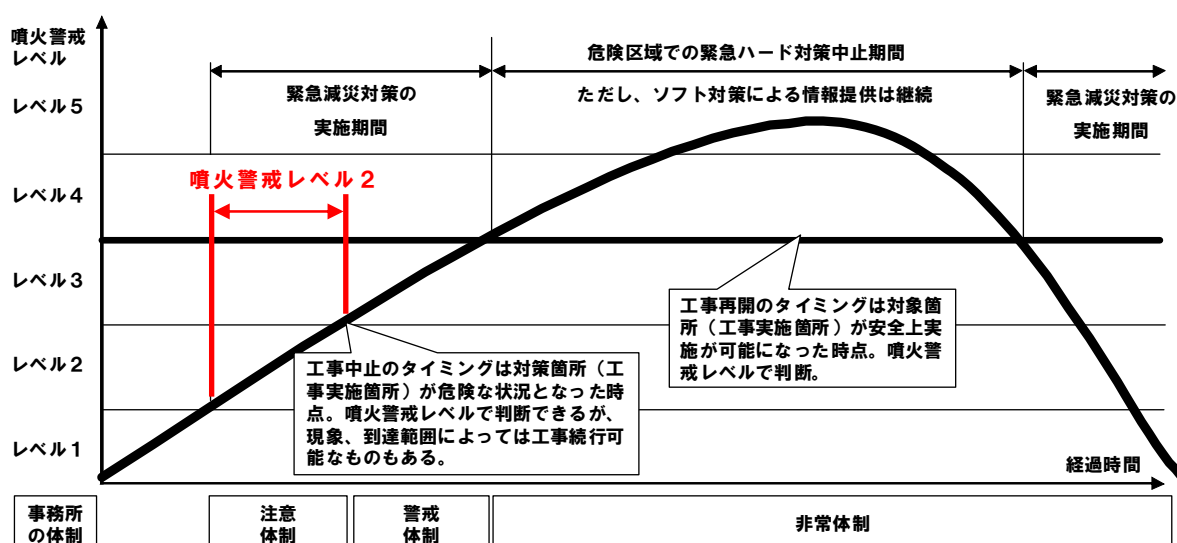 噴火警戒
レベル
危険区域での緊急ハード対策中止期間
レベル5
緊急減災対策の
実施期間
ただし、ソフト対策による情報提供は継続
緊急減災対策の
実施期間
噴火警戒レベル2
レベル4
レベル3
工事再開のタイミングは対象箇
所（工事実施箇所）が安全上実
施が可能になった時点。噴火警
戒レベルで判断。
レベル2
工事中止のタイミングは対策箇所（工
事実施箇所）が危険な状況となった時
点。噴火警戒レベルで判断できるが、
現象、到達範囲によっては工事続行可
能なものもある。
レベル1
経過時間
事務所
の体制
注意
体制
警戒
体制
非常体制